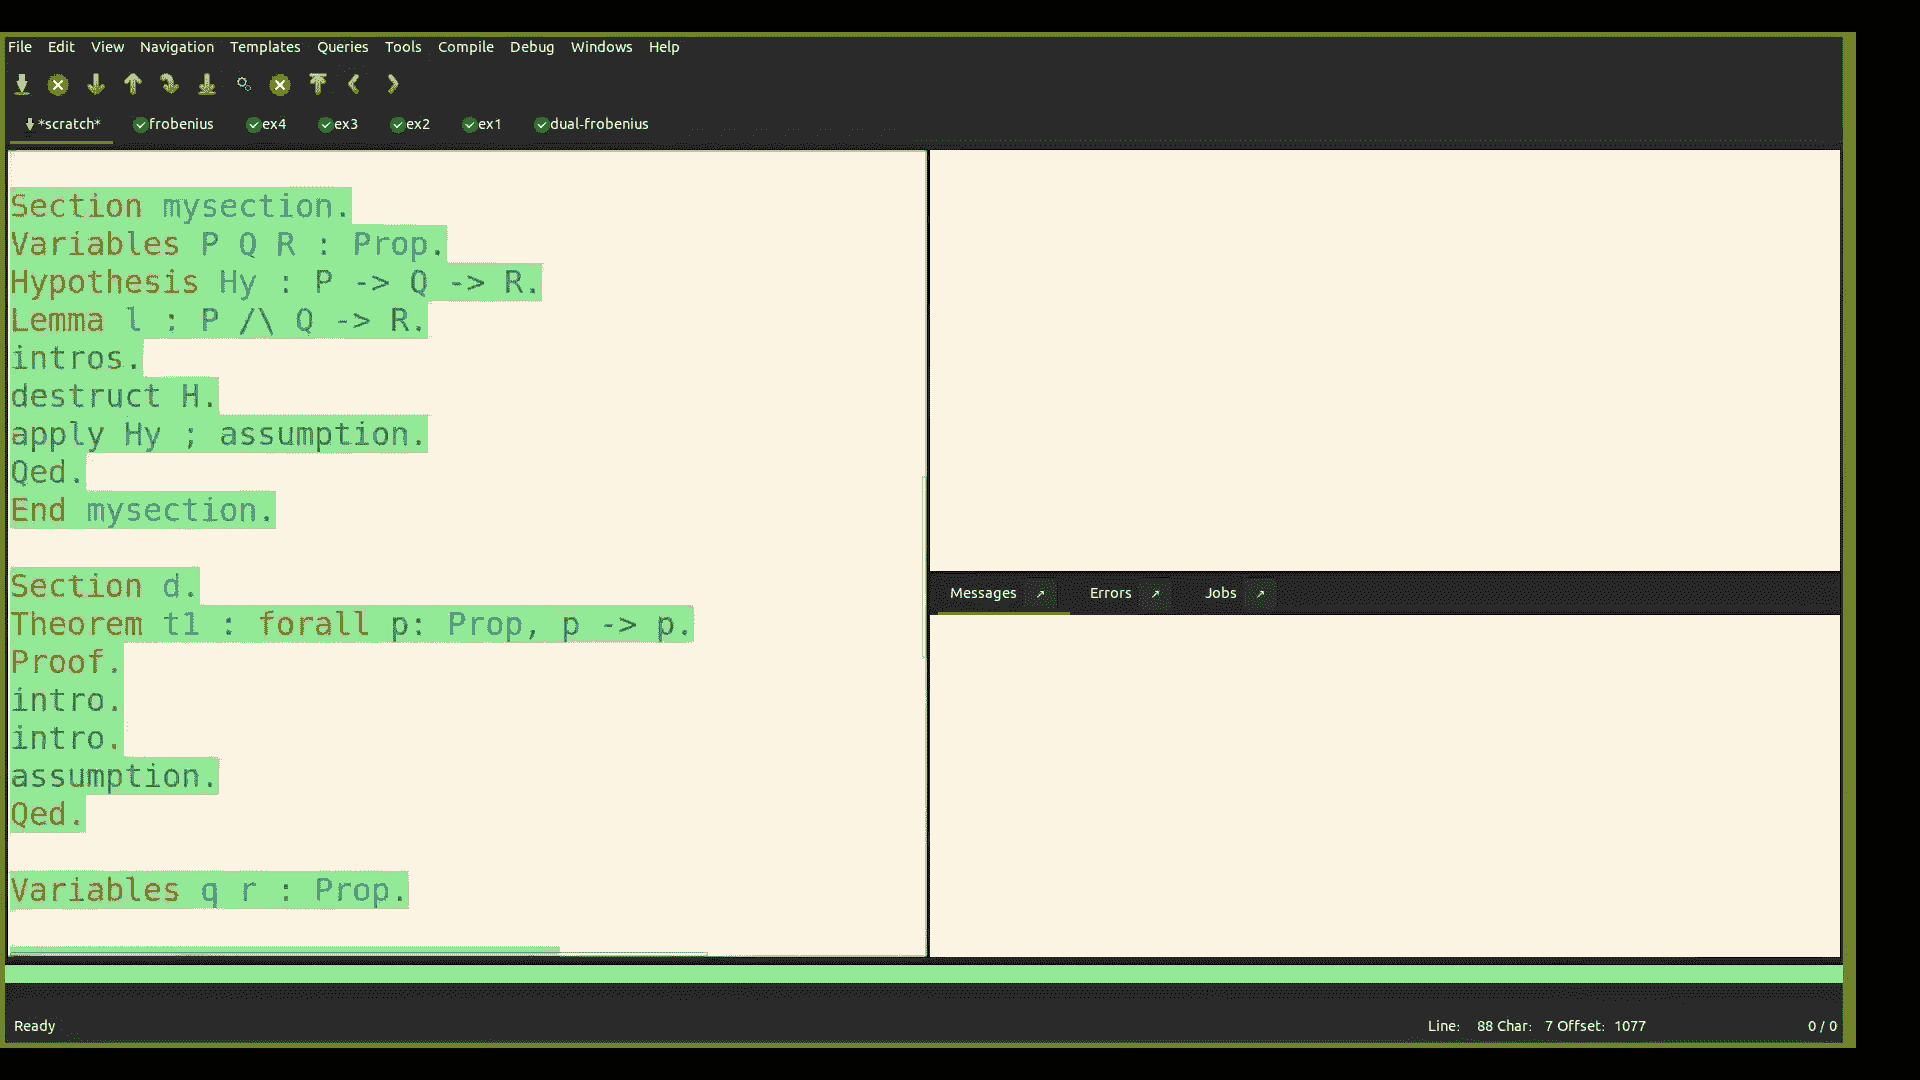 File Edit View Navigation Templates Queries Tools Compile Debug Windows Help
*scratch* frobenius ex4 ex3 ex2 ex1 dual-frobenius
Section mysection.
Variables P Q R : Prop.
Hypothesis Hy : P -> Q -> R.
Lemma l : P /\ Q -> R.
intros.
destruct H.
apply Hy ; assumption.
Qed.
End mysection.
Section d.
Theorem t1 : forall p: Prop, p -> p.
Proof.
intro.
intro.
assumption.
Qed.
Variables q r : Prop.
Messages Errors Jobs
Ready Line: 88 Char: 7 Offset: 1077 0 / 0